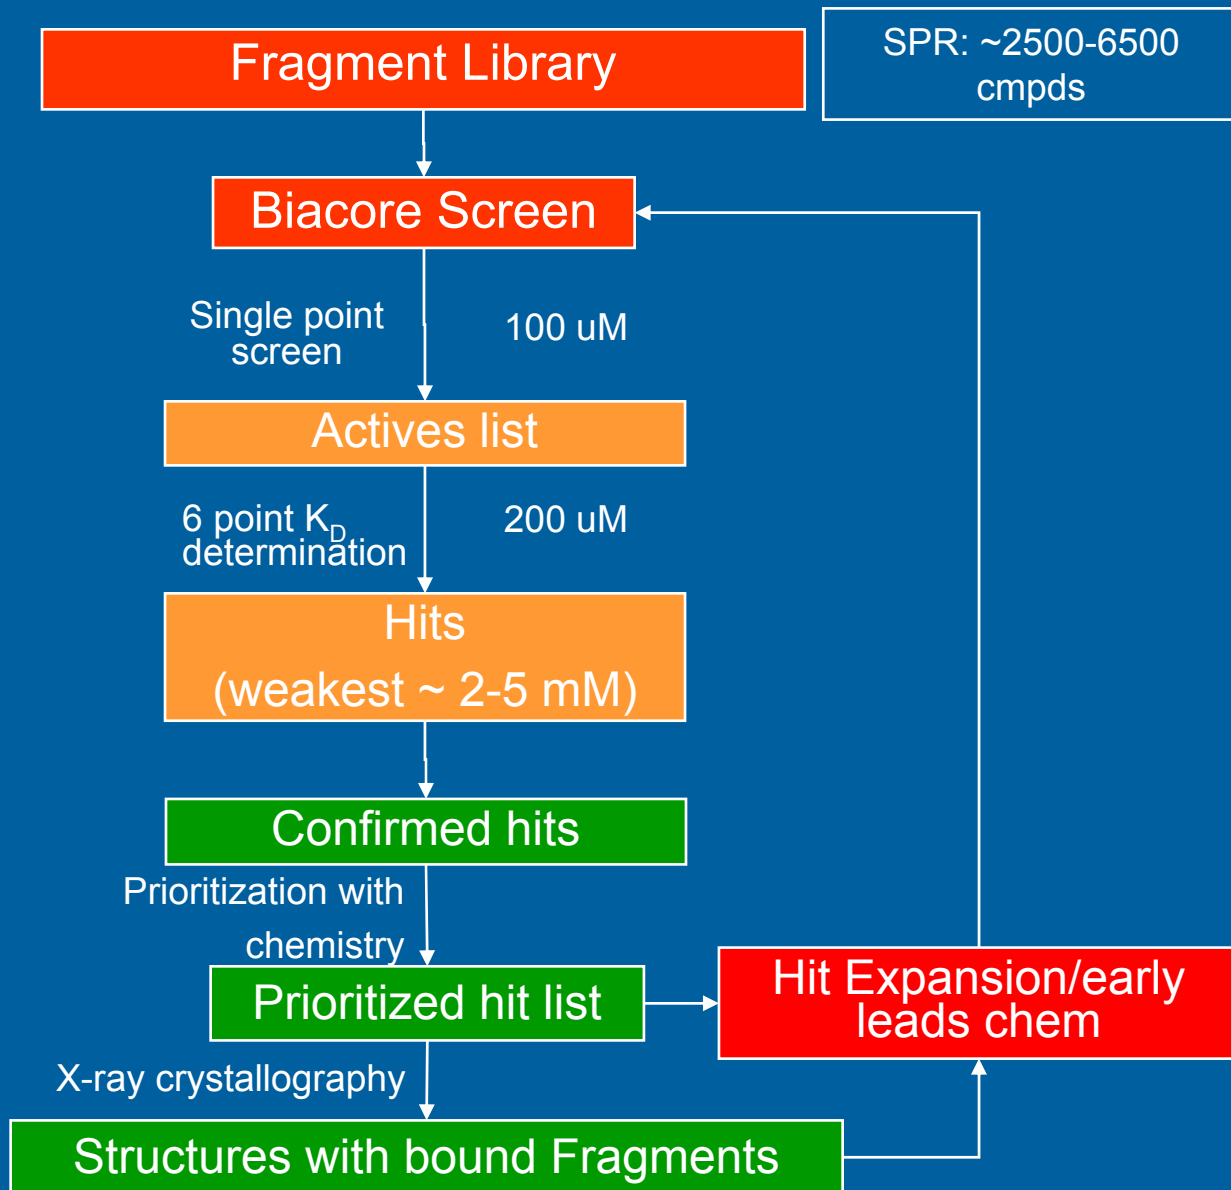 Fragment Library
SPR: ~2500-6500
cmpds
Biacore Screen
Single point
screen
100 uM
Actives list
6 point KD
determination
200 uM
Hits
(weakest ~ 2-5 mM)
Confirmed hits
Prioritization with
chemistry
Prioritized hit list
Hit Expansion/early
leads chem
X-ray crystallography
Structures with bound Fragments